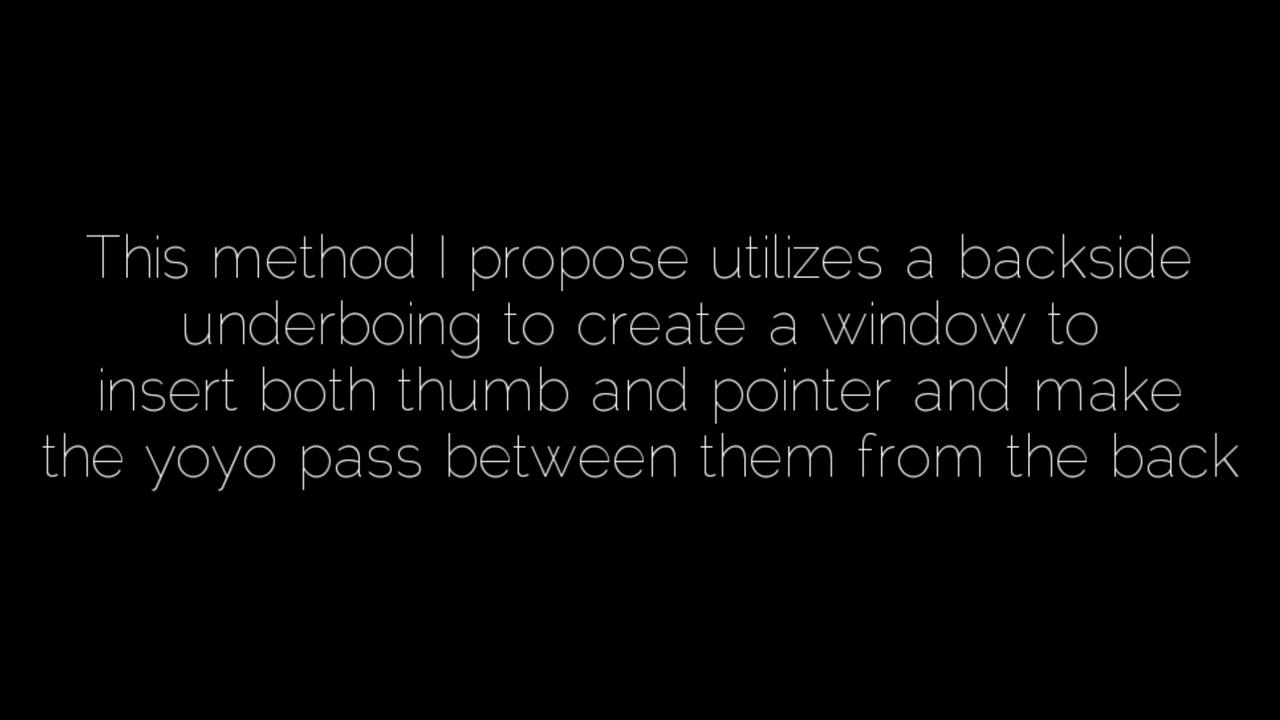 This method I propose utilizes a backside
underboing to create a window to
insert both thumb and pointer and make
the yoyo pass between them from the back